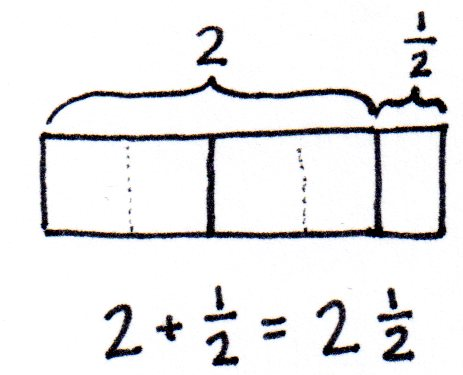 2 ½
2 + ½ = 2 ½